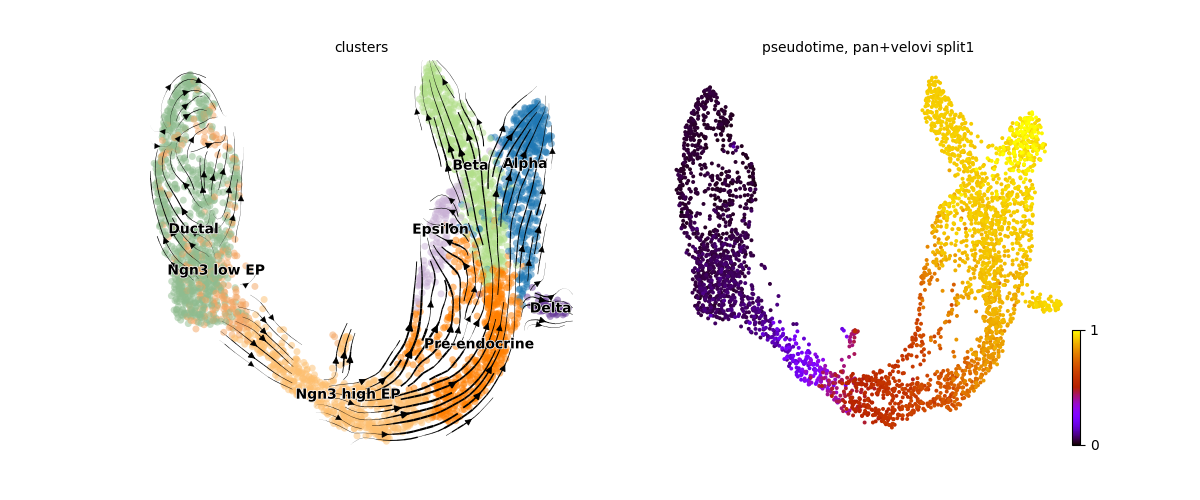 clusters
pseudotime, pan+velovi split1
Beta
Alpha
Ductal
Epsilon
Ngn3 low EP
Delta
Pre-endocrine
Ngn3 high EP
1
0